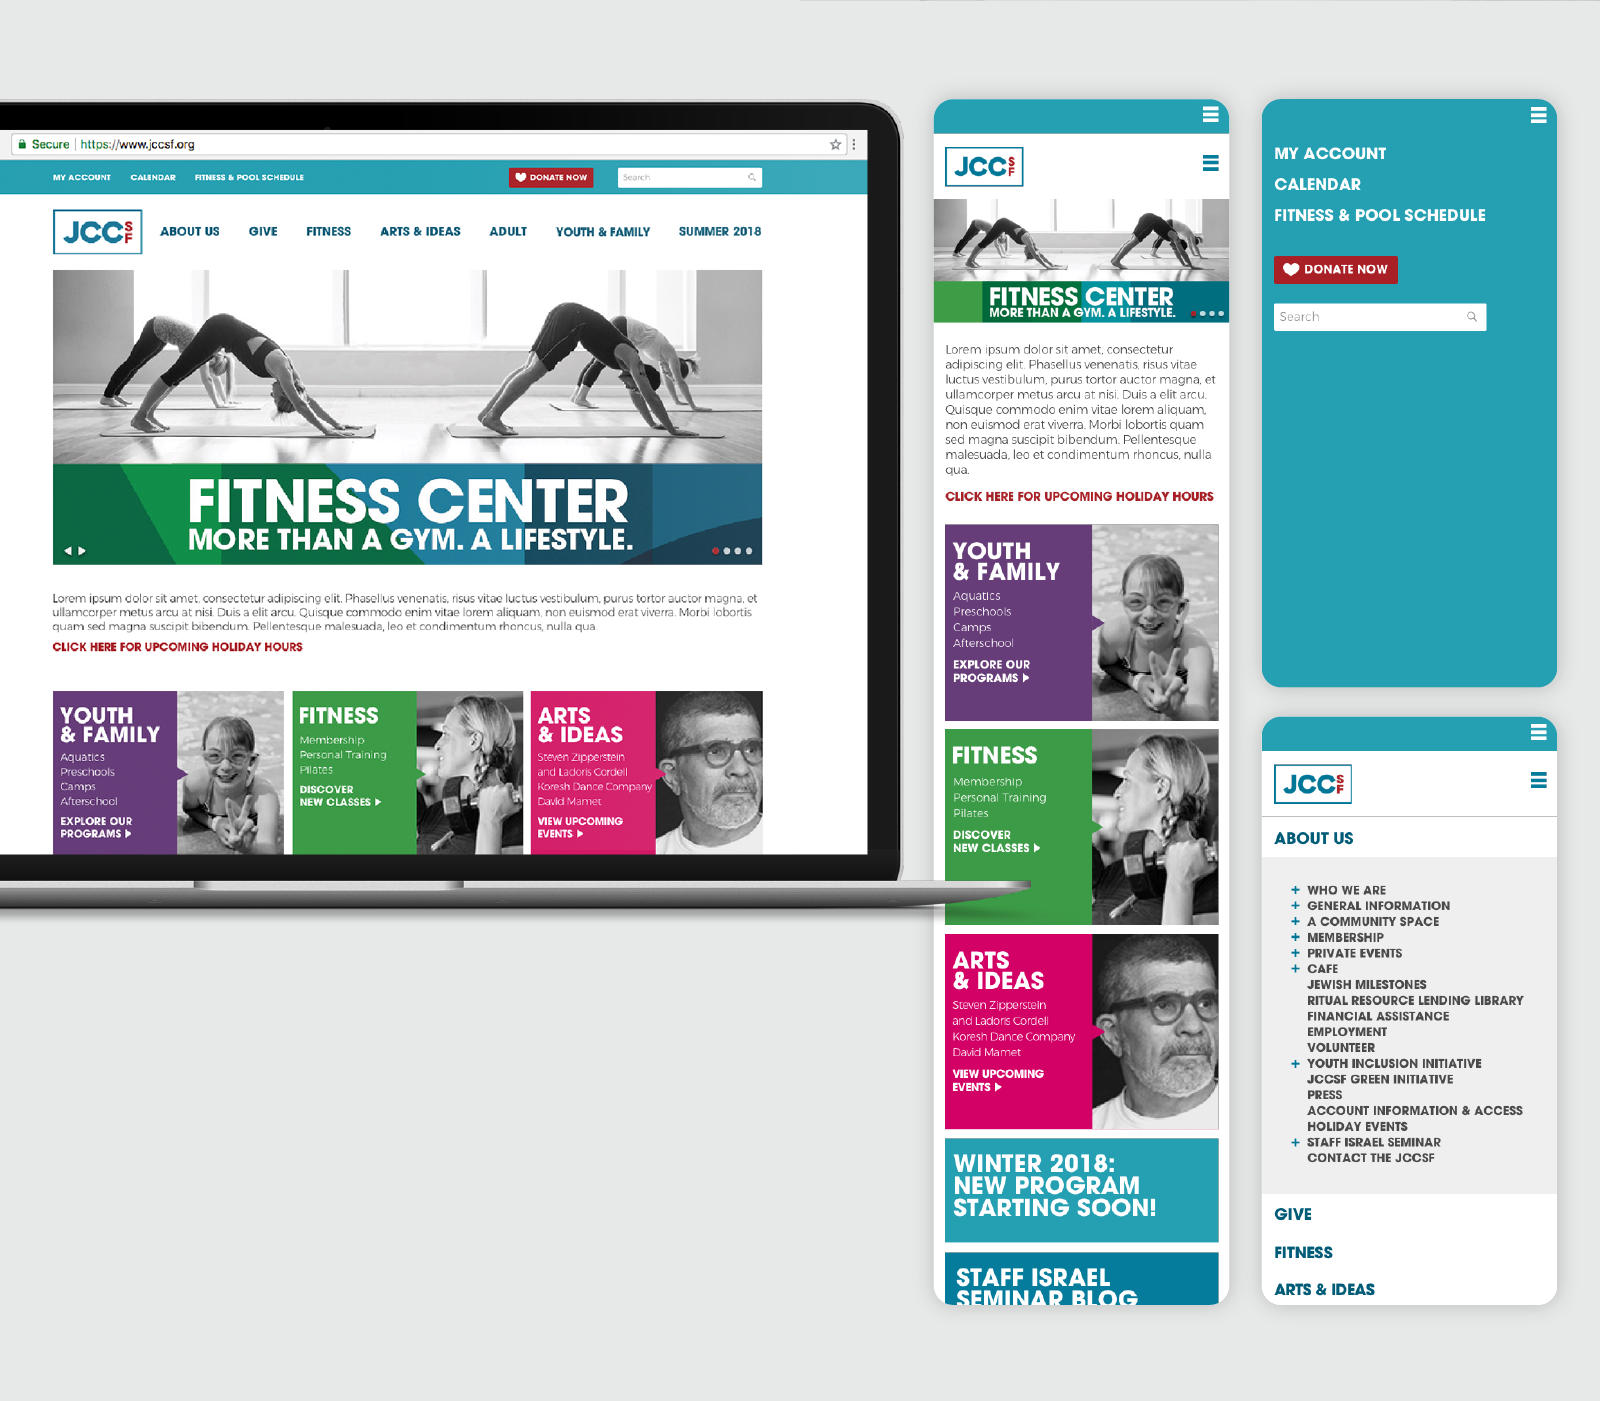 Secure | https://www.jccsf.org
MY ACCOUNT CALENDAR FITNESS & POOL SCHEDULE DONATE NOW Search
JCCSF ABOUT US GIVE FITNESS ARTS & IDEAS ADULT YOUTH & FAMILY SUMMER 2018
FITNESS CENTER
MORE THAN A GYM. A LIFESTYLE.
Lorem ipsum dolor sit amet, consectetur adipiscing elit. Phasellus venenatis, risus vitae luctus vestibulum, purus tortor auctor magna, et
ullamcorper metus arcu at nisi. Duis a elit arcu. Quisque commodo enim vitae lorem aliquam, non euismod erat viverra. Morbi lobortis
quam sed magna suscipit bibendum. Pellentesque malesuada, leo et condimentum rhoncus, nulla qua.
CLICK HERE FOR UPCOMING HOLIDAY HOURS
YOUTH
& FAMILY
Aquatics
Preschools
Camps
Afterschool
EXPLORE OUR
PROGRAMS
FITNESS
Membership
Personal Training
Pilates
DISCOVER
NEW CLASSES
ARTS
& IDEAS
Steven Zipperstein
and Ladoris Cordell
Koresh Dance Company
David Mamet
VIEW UPCOMING
EVENTS
JCCSF
FITNESS CENTER
MORE THAN A GYM. A LIFESTYLE.
Lorem ipsum dolor sit amet, consectetur
adipiscing elit. Phasellus venenatis, risus vitae
luctus vestibulum, purus tortor auctor magna, et
ullamcorper metus arcu at nisi. Duis a elit arcu.
Quisque commodo enim vitae lorem aliquam,
non euismod erat viverra. Morbi lobortis quam
sed magna suscipit bibendum. Pellentesque
malesuada, leo et condimentum rhoncus, nulla
qua.
CLICK HERE FOR UPCOMING HOLIDAY HOURS
YOUTH
& FAMILY
Aquatics
Preschools
Camps
Afterschool
EXPLORE OUR
PROGRAMS
FITNESS
Membership
Personal Training
Pilates
DISCOVER
NEW CLASSES
ARTS
& IDEAS
Steven Zipperstein
and Ladoris Cordell
Koresh Dance Company
David Mamet
VIEW UPCOMING
EVENTS
WINTER 2018:
NEW PROGRAM
STARTING SOON!
STAFF ISRAEL
SEMINAR BLOG
MY ACCOUNT
CALENDAR
FITNESS & POOL SCHEDULE
DONATE NOW
Search
JCCSF
ABOUT US
+ WHO WE ARE
+ GENERAL INFORMATION
+ A COMMUNITY SPACE
+ MEMBERSHIP
+ PRIVATE EVENTS
+ CAFE
JEWISH MILESTONES
RITUAL RESOURCE LENDING LIBRARY
FINANCIAL ASSISTANCE
EMPLOYMENT
VOLUNTEER
+ YOUTH INCLUSION INITIATIVE
JCCSF GREEN INITIATIVE
PRESS
ACCOUNT INFORMATION & ACCESS
HOLIDAY EVENTS
+ STAFF ISRAEL SEMINAR
CONTACT THE JCCSF
GIVE
FITNESS
ARTS & IDEAS